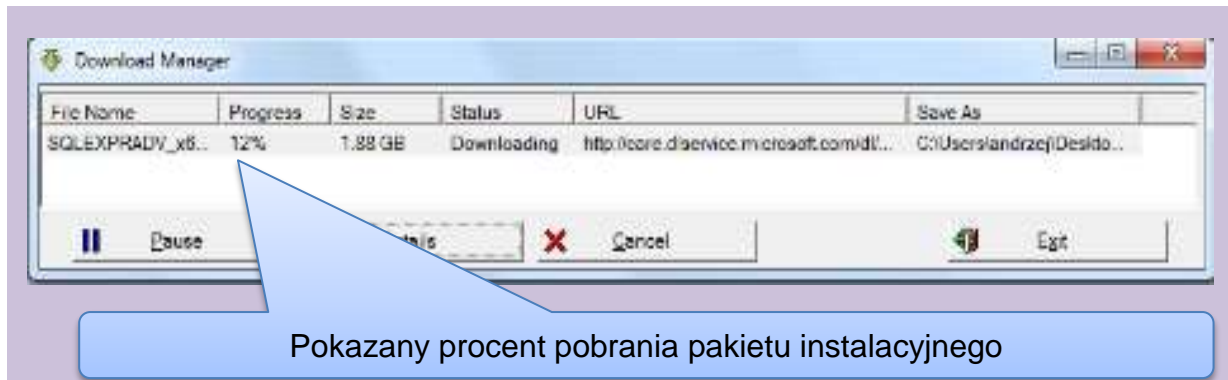 Download Manager
File Name Progress Size Status URL Save As
SQLEXPRADV_x6... 12% 1.88 GB Downloading http://care.dlservice.microsoft.com/dl/... C:\Users\andrzej\Deskto...
Pause Cancel Exit
Pokazany procent pobrania pakietu instalacyjnego